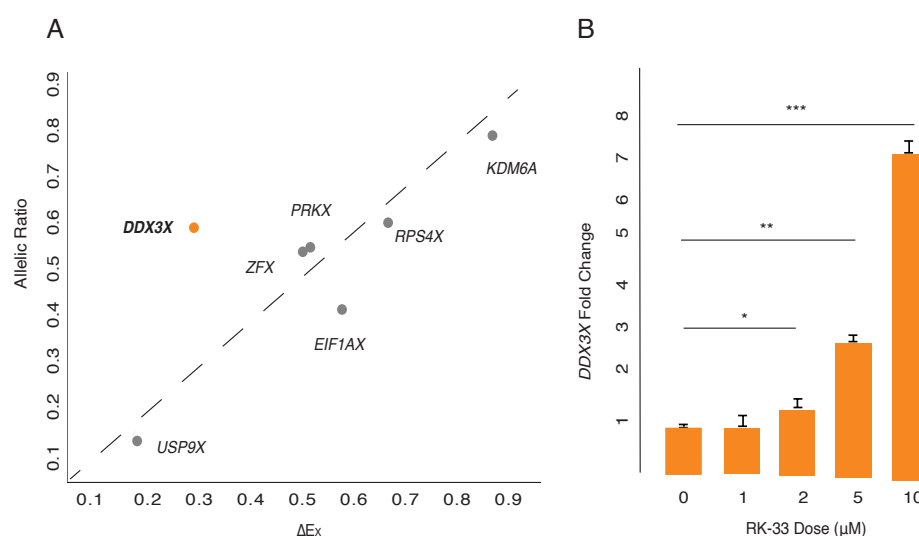 A
B
0.9
0.8
0.7
0.6
0.5
0.4
0.3
0.2
0.1
Allelic Ratio
DDX3X
PRKX
ZFX
RPS4X
KDM6A
EIF1AX
USP9X
0.1 0.2 0.3 0.4 0.5 0.6 0.7 0.8 0.9
ΔEx
8
7
6
5
4
3
2
1
DDX3X Fold Change
***
**
*
0 1 2 5 10
RK-33 Dose (μM)